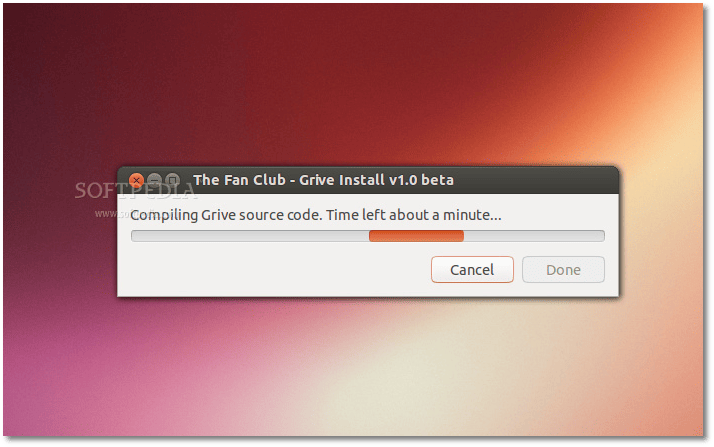 The Fan Club - Grive Install v1.0 beta
SOFTPEDIA
Compiling Grive source code. Time left about a minute...
Cancel
Done